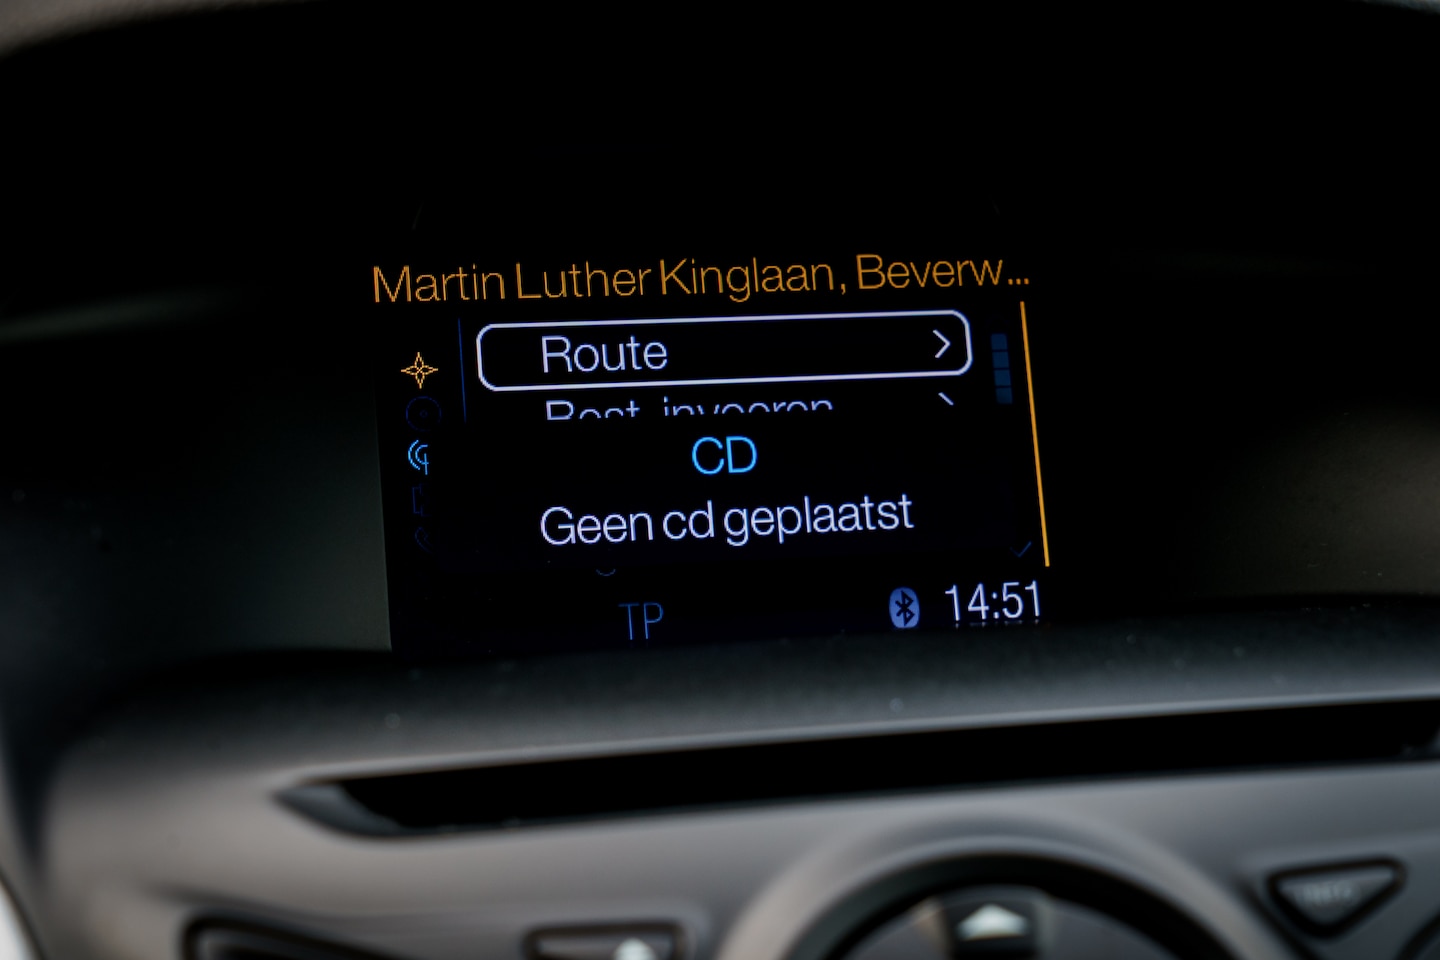 Martin Luther Kinglaan, Beverw...
Route
CD
Geen cd geplaatst
TP
14:51